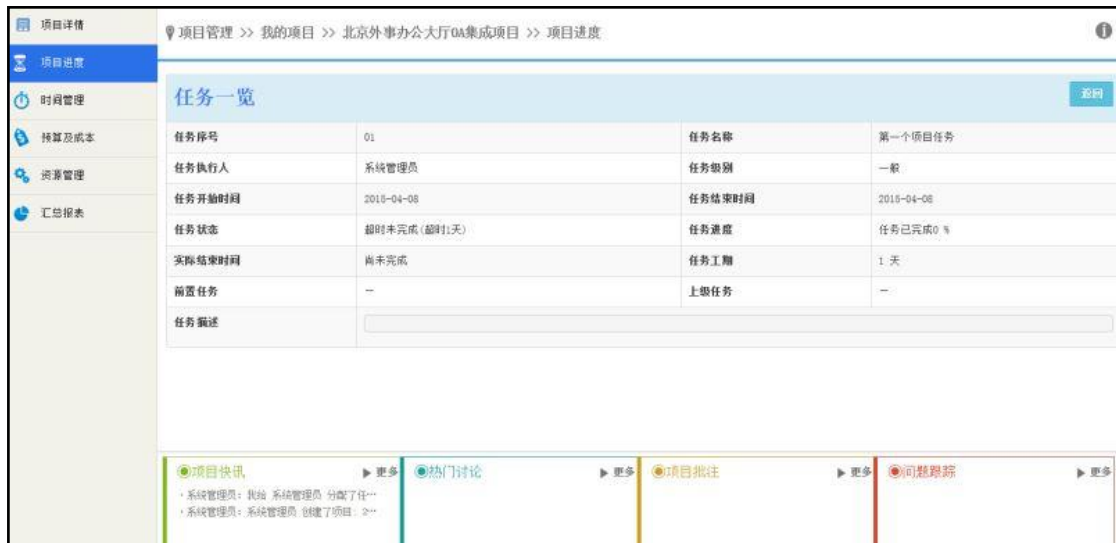 项目详情
项目管理 >> 我的项目 >> 北京外事办公大厅OA集成项目 >> 项目进度
项目进度
时间管理
预算及成本
资源管理
汇总报表
任务一览 返回
任务序号 01 任务名称 第一个项目任务
任务执行人 系统管理员 任务级别 一般
任务开始时间 2015-04-08 任务结束时间 2015-04-08
任务状态 超时未完成(超时1天) 任务进度 任务已完成0 %
实际结束时间 尚未完成 任务工期 1 天
前置任务 -- 上级任务 --
任务描述
项目快讯 更多 热门讨论 更多 项目批注 更多 问题跟踪 更多
· 系统管理员：我给 系统管理员 分配了任…
· 系统管理员：系统管理员 创建了项目：2…